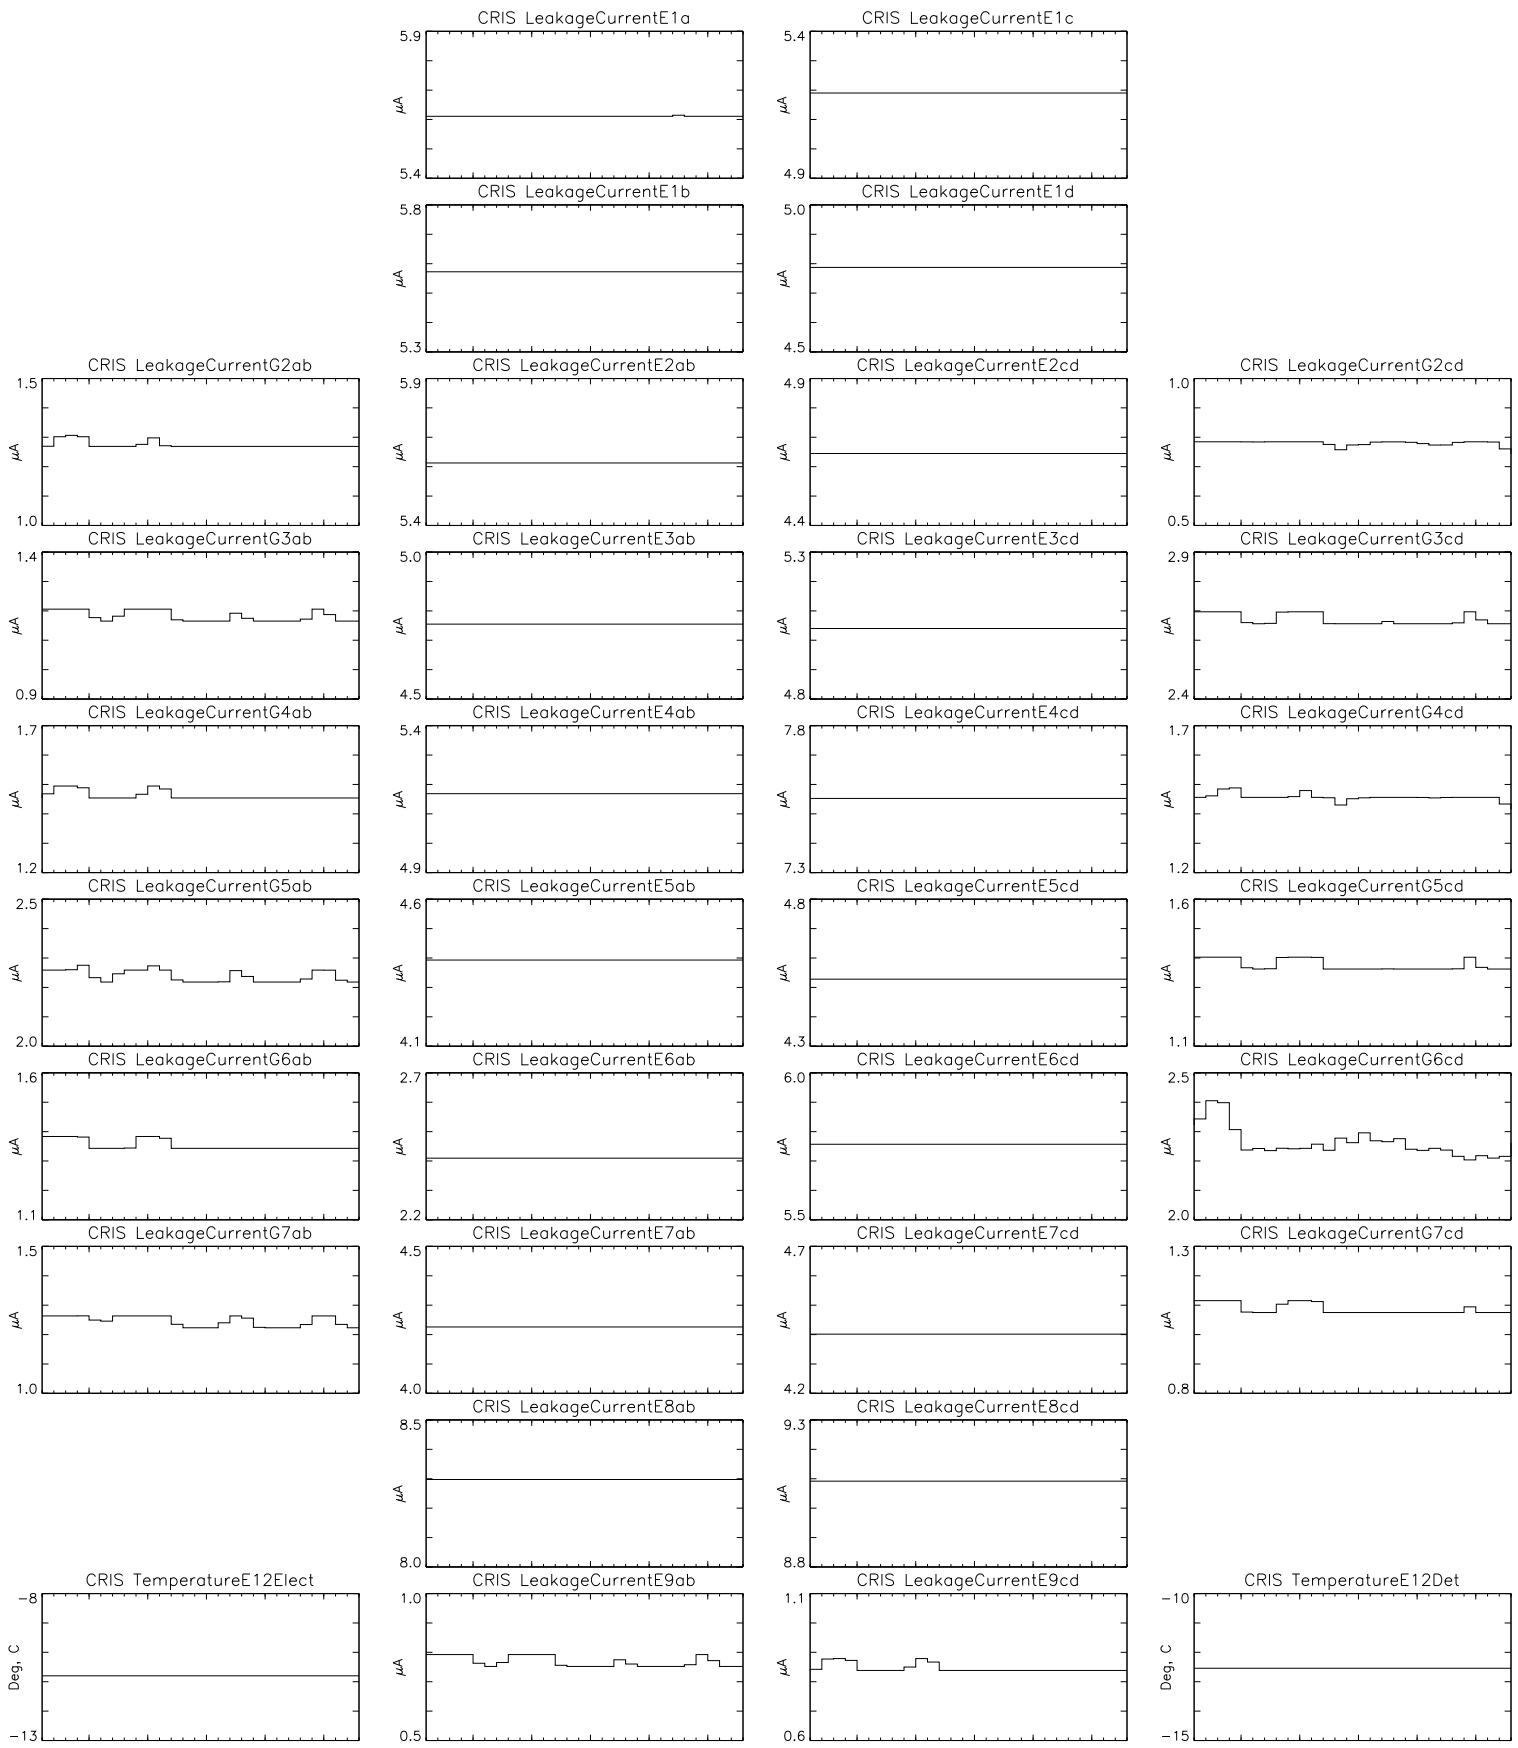 CRIS LeakageCurrentE1a
CRIS LeakageCurrentE1c
5.9
μA
5.4
5.4
μA
4.9
CRIS LeakageCurrentE1b
CRIS LeakageCurrentE1d
5.8
μA
5.3
5.0
μA
4.5
CRIS LeakageCurrentG2ab
CRIS LeakageCurrentE2ab
CRIS LeakageCurrentE2cd
CRIS LeakageCurrentG2cd
1.5
μA
1.0
5.9
μA
5.4
4.9
μA
4.4
1.0
μA
0.5
CRIS LeakageCurrentG3ab
CRIS LeakageCurrentE3ab
CRIS LeakageCurrentE3cd
CRIS LeakageCurrentG3cd
1.4
μA
0.9
5.0
μA
4.5
5.3
μA
4.8
2.9
μA
2.4
CRIS LeakageCurrentG4ab
CRIS LeakageCurrentE4ab
CRIS LeakageCurrentE4cd
CRIS LeakageCurrentG4cd
1.7
μA
1.2
5.4
μA
4.9
7.8
μA
7.3
1.7
μA
1.2
CRIS LeakageCurrentG5ab
CRIS LeakageCurrentE5ab
CRIS LeakageCurrentE5cd
CRIS LeakageCurrentG5cd
2.5
μA
2.0
4.6
μA
4.1
4.8
μA
4.3
1.6
μA
1.1
CRIS LeakageCurrentG6ab
CRIS LeakageCurrentE6ab
CRIS LeakageCurrentE6cd
CRIS LeakageCurrentG6cd
1.6
μA
1.1
2.7
μA
2.2
6.0
μA
5.5
2.5
μA
2.0
CRIS LeakageCurrentG7ab
CRIS LeakageCurrentE7ab
CRIS LeakageCurrentE7cd
CRIS LeakageCurrentG7cd
1.5
μA
1.0
4.5
μA
4.0
4.7
μA
4.2
1.3
μA
0.8
CRIS LeakageCurrentE8ab
CRIS LeakageCurrentE8cd
8.5
μA
8.0
9.3
μA
8.8
CRIS TemperatureE12Elect
CRIS LeakageCurrentE9ab
CRIS LeakageCurrentE9cd
CRIS TemperatureE12Det
-8
Deg, C
-13
1.0
μA
0.5
1.1
μA
0.6
-10
Deg, C
-15